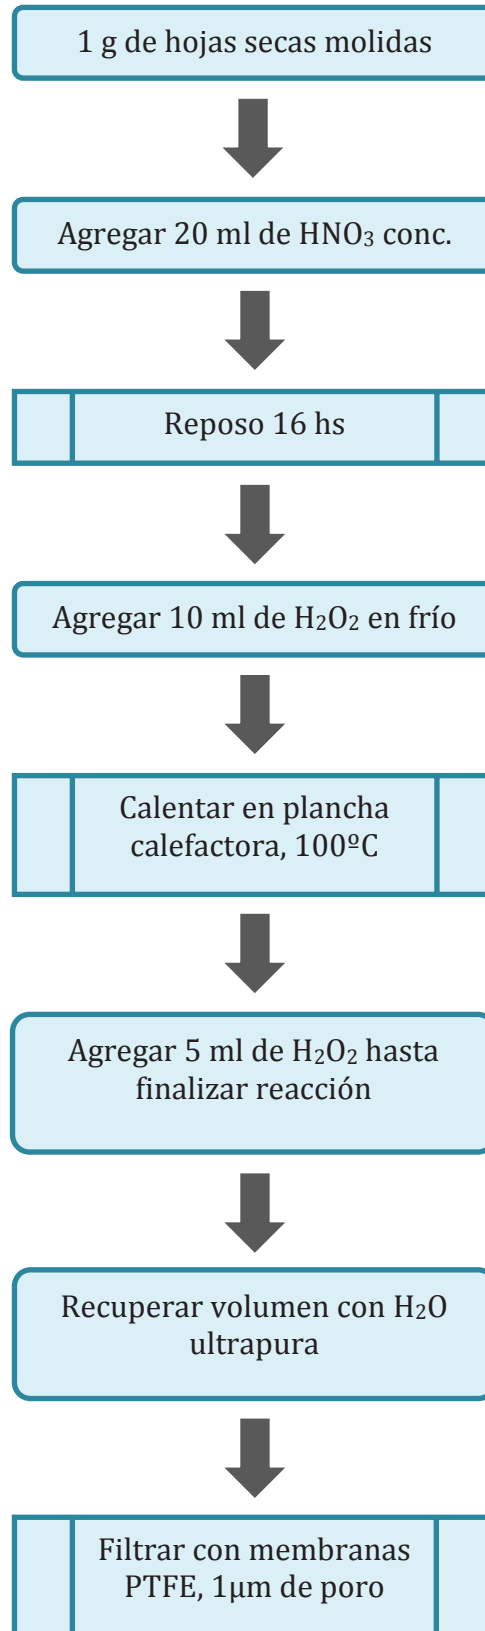 1 g de hojas secas molidas
Agregar 20 ml de HNO₃ conc.
Reposo 16 hs
Agregar 10 ml de H₂O₂ en frío
Calentar en plancha
calefactora, 100ºC
Agregar 5 ml de H₂O₂ hasta
finalizar reacción
Recuperar volumen con H₂O
ultrapura
Filtrar con membranas
PTFE, 1µm de poro